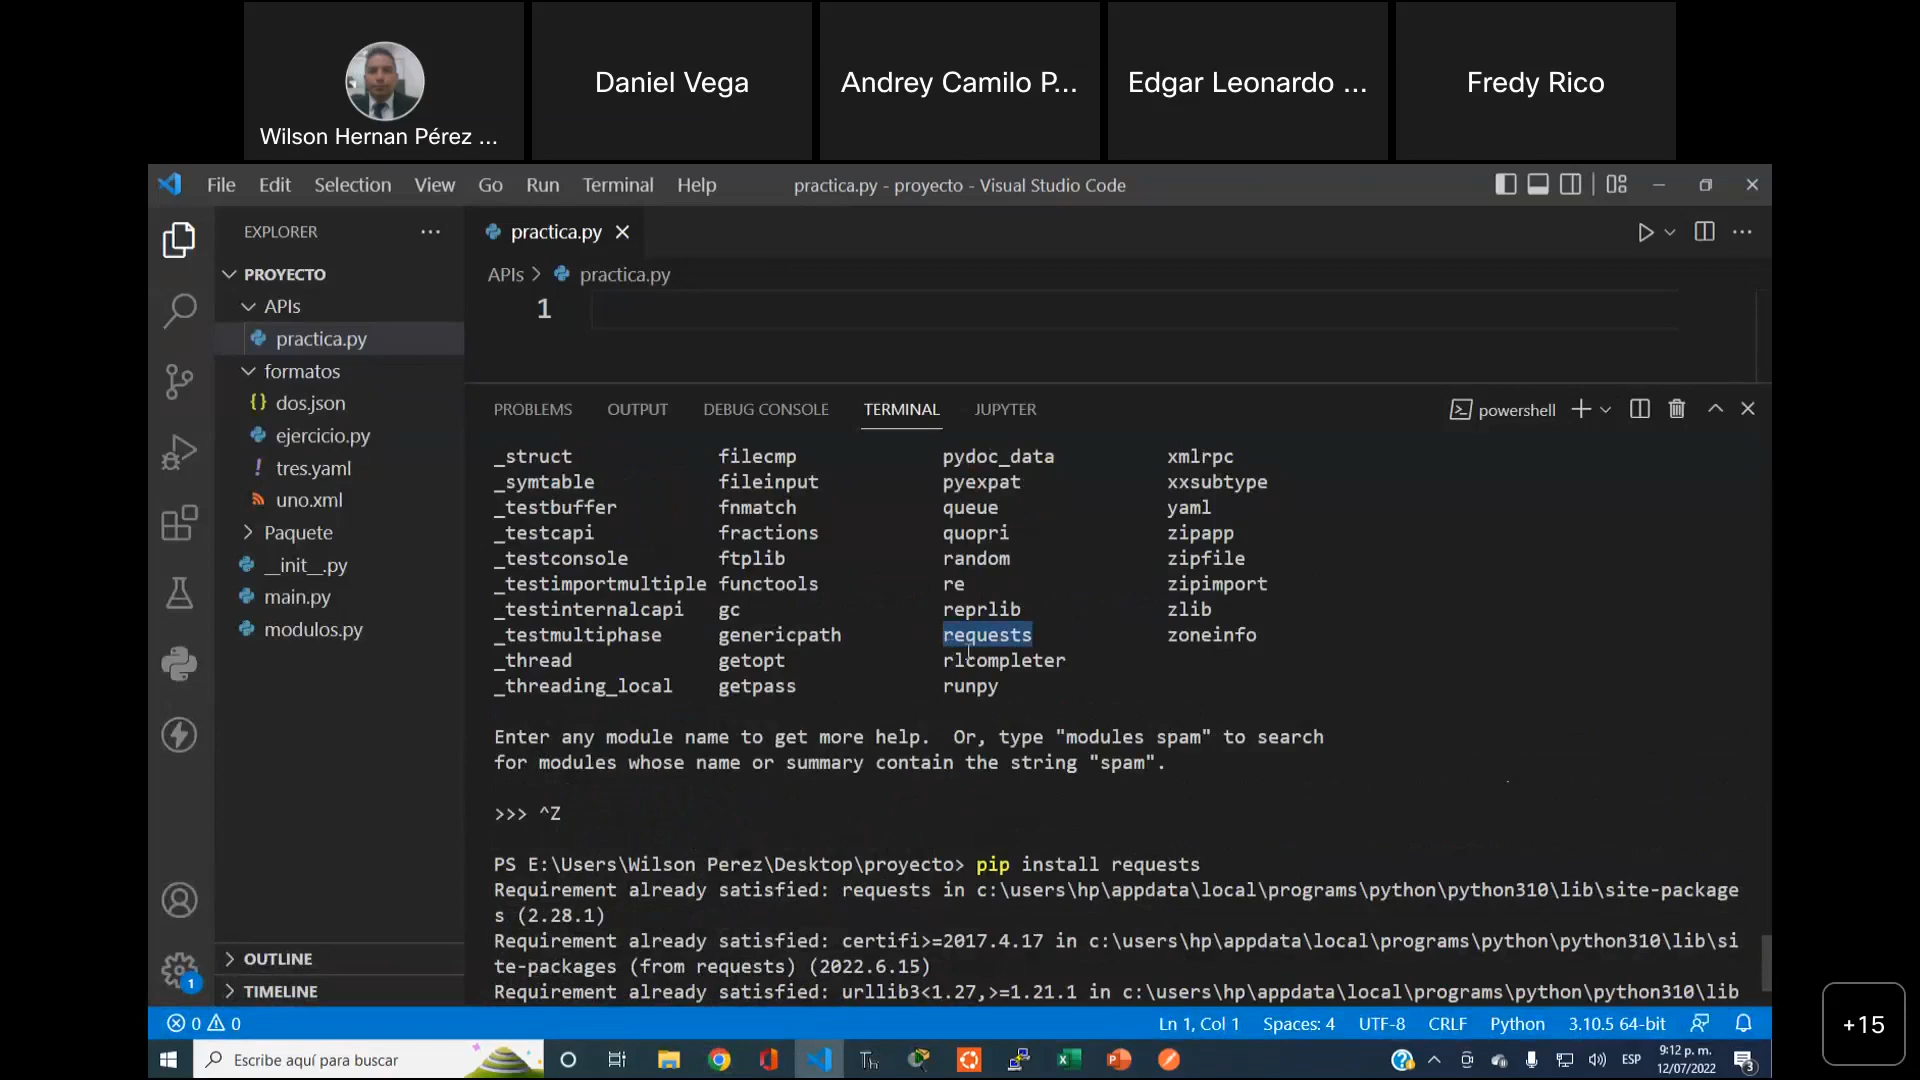 Wilson Hernan Pérez ...
Daniel Vega
Andrey Camilo P...
Edgar Leonardo ...
Fredy Rico
File Edit Selection View Go Run Terminal Help
practica.py - proyecto - Visual Studio Code
EXPLORER
PROYECTO
APIs
practica.py
formatos
dos.json
ejercicio.py
tres.yaml
uno.xml
Paquete
__init__.py
main.py
modulos.py
OUTLINE
TIMELINE
practica.py
APIs > practica.py
1
PROBLEMS OUTPUT DEBUG CONSOLE TERMINAL JUPYTER
powershell
_struct filecmp pydoc_data xmlrpc
_symtable fileinput pyexpat xxsubtype
_testbuffer fnmatch queue yaml
_testcapi fractions quopri zipapp
_testconsole ftplib random zipfile
_testimportmultiple functools re zipimport
_testinternalcapi gc reprlib zlib
_testmultiphase genericpath requests zoneinfo
_thread getopt rlcompleter
_threading_local getpass runpy
Enter any module name to get more help.  Or, type "modules spam" to search
for modules whose name or summary contain the string "spam".
>>> ^Z
PS E:\Users\Wilson Perez\Desktop\proyecto> pip install requests
Requirement already satisfied: requests in c:\users\hp\appdata\local\programs\python\python310\lib\site-package
s (2.28.1)
Requirement already satisfied: certifi>=2017.4.17 in c:\users\hp\appdata\local\programs\python\python310\lib\si
te-packages (from requests) (2022.6.15)
Requirement already satisfied: urllib3<1.27,>=1.21.1 in c:\users\hp\appdata\local\programs\python\python310\lib
1
0 0
Ln 1, Col 1 Spaces: 4 UTF-8 CRLF Python 3.10.5 64-bit
Escribe aquí para buscar
ESP
9:12 p. m.
12/07/2022
3
+15